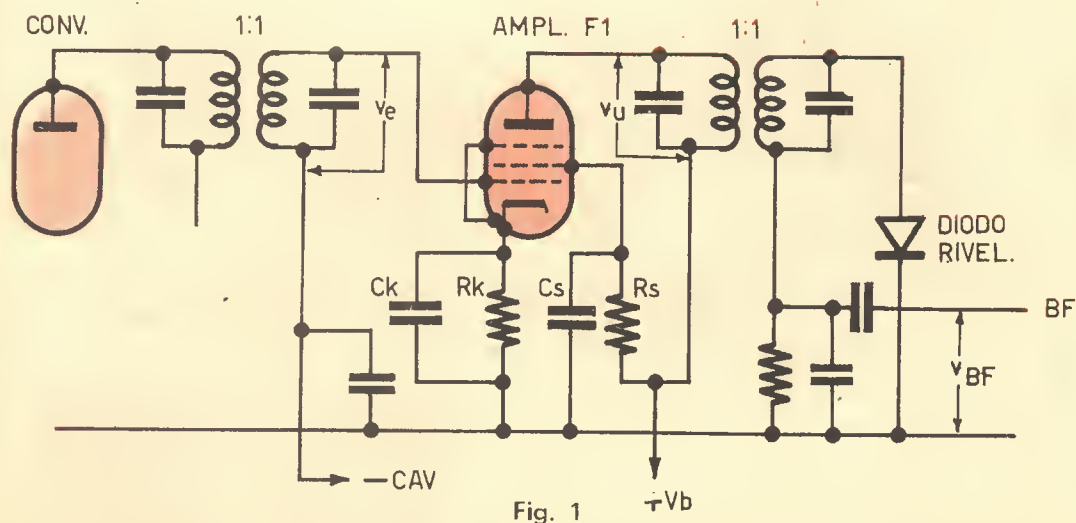 CONV.
1:1
AMPL. F1
1:1
ve
vu
DIODO
RIVEL.
Ck
Rk
Cs
Rs
BF
vBF
—CAV
+Vb
Fig. 1